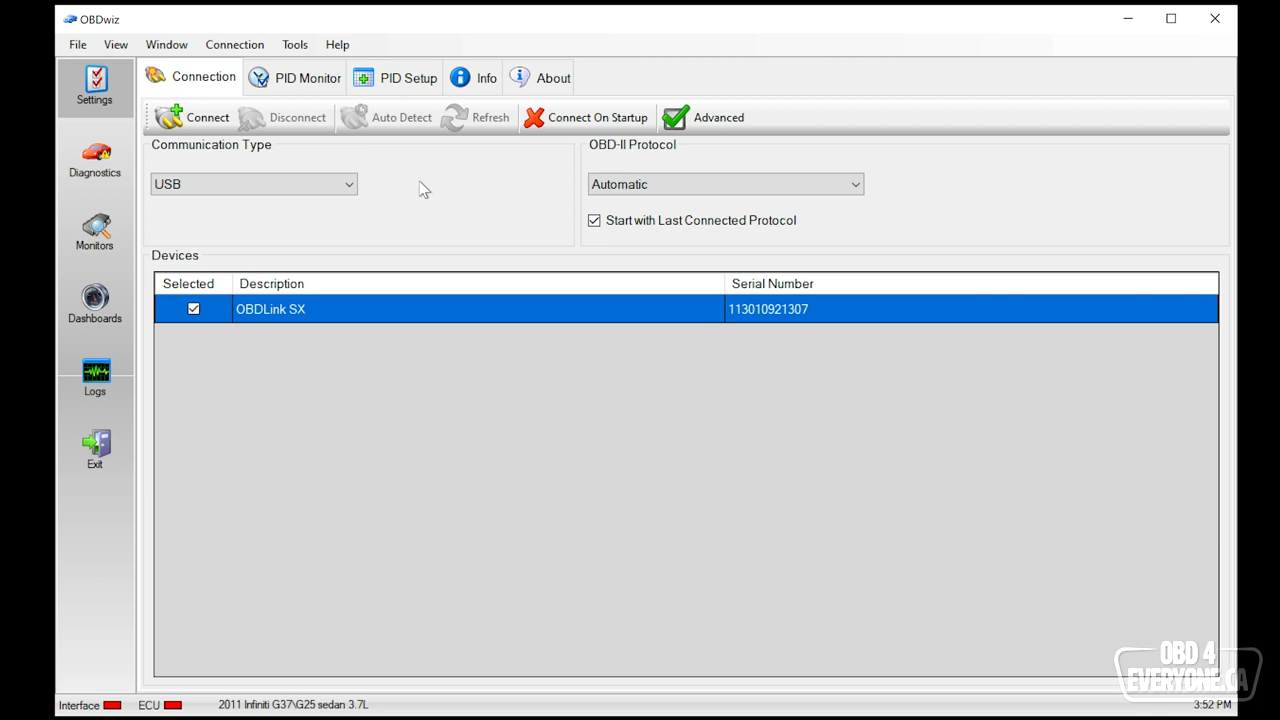 OBDwiz
File View Window Connection Tools Help
Settings
Diagnostics
Monitors
Dashboards
Logs
Exit
Connection PID Monitor PID Setup Info About
Connect Disconnect Auto Detect Refresh Connect On Startup Advanced
Communication Type
USB
OBD-II Protocol
Automatic
Start with Last Connected Protocol
Devices
Selected Description Serial Number
OBDLink SX 113010921307
OBD 4
EVERYONE.CA
Interface ECU 2011 Infiniti G37\G25 sedan 3.7L 3:52 PM